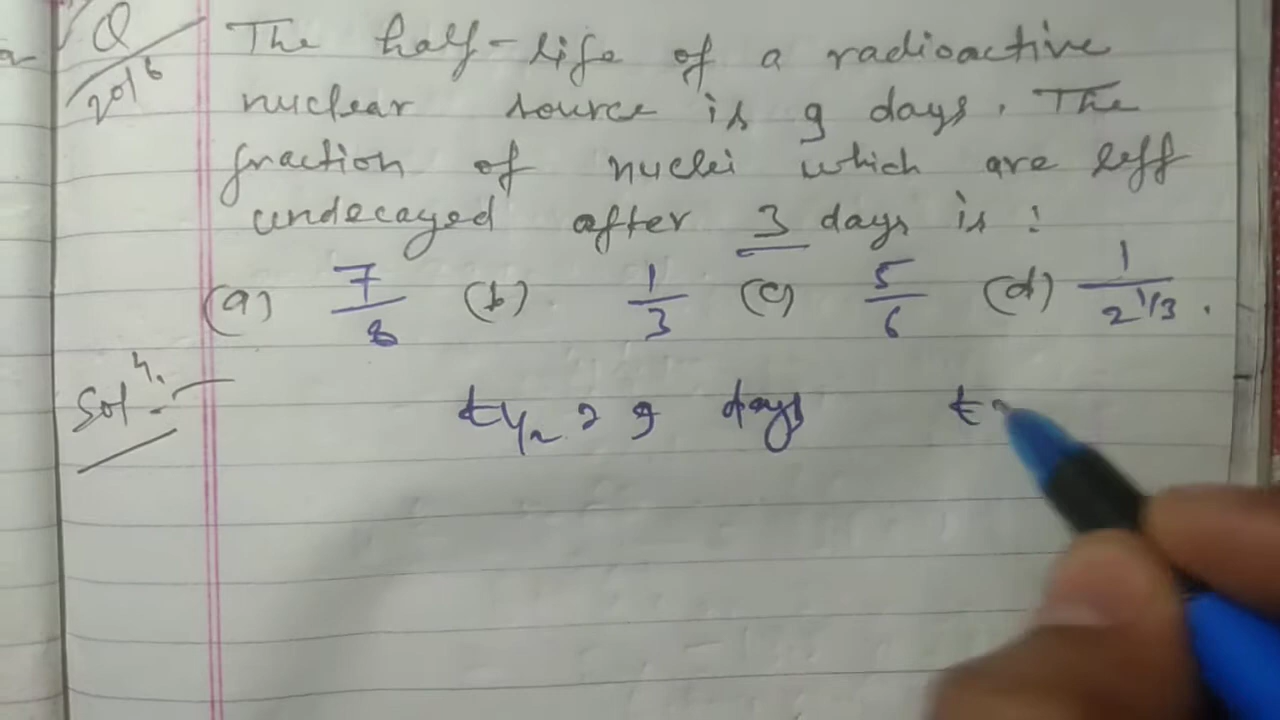 Q
2016
The half-life of a radioactive
nuclear source is 9 days. The
fraction of nuclei which are left
undecayed after 3 days is :
(a) 7/8 (b) 1/3 (c) 5/6 (d) 1/2^1/3.
Solⁿ. :-
t1/2 = 9 days t =